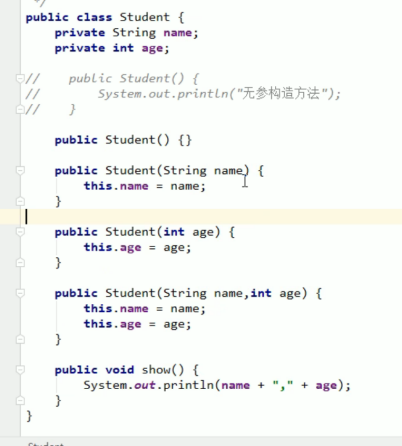 */
public class Student {
    private String name;
    private int age;

//    public Student() {
//        System.out.println("无参构造方法");
//    }

    public Student() {}

    public Student(String name) {
        this.name = name;
    }

    public Student(int age) {
        this.age = age;
    }

    public Student(String name,int age) {
        this.name = name;
        this.age = age;
    }

    public void show() {
        System.out.println(name + "," + age);
    }
}
Student